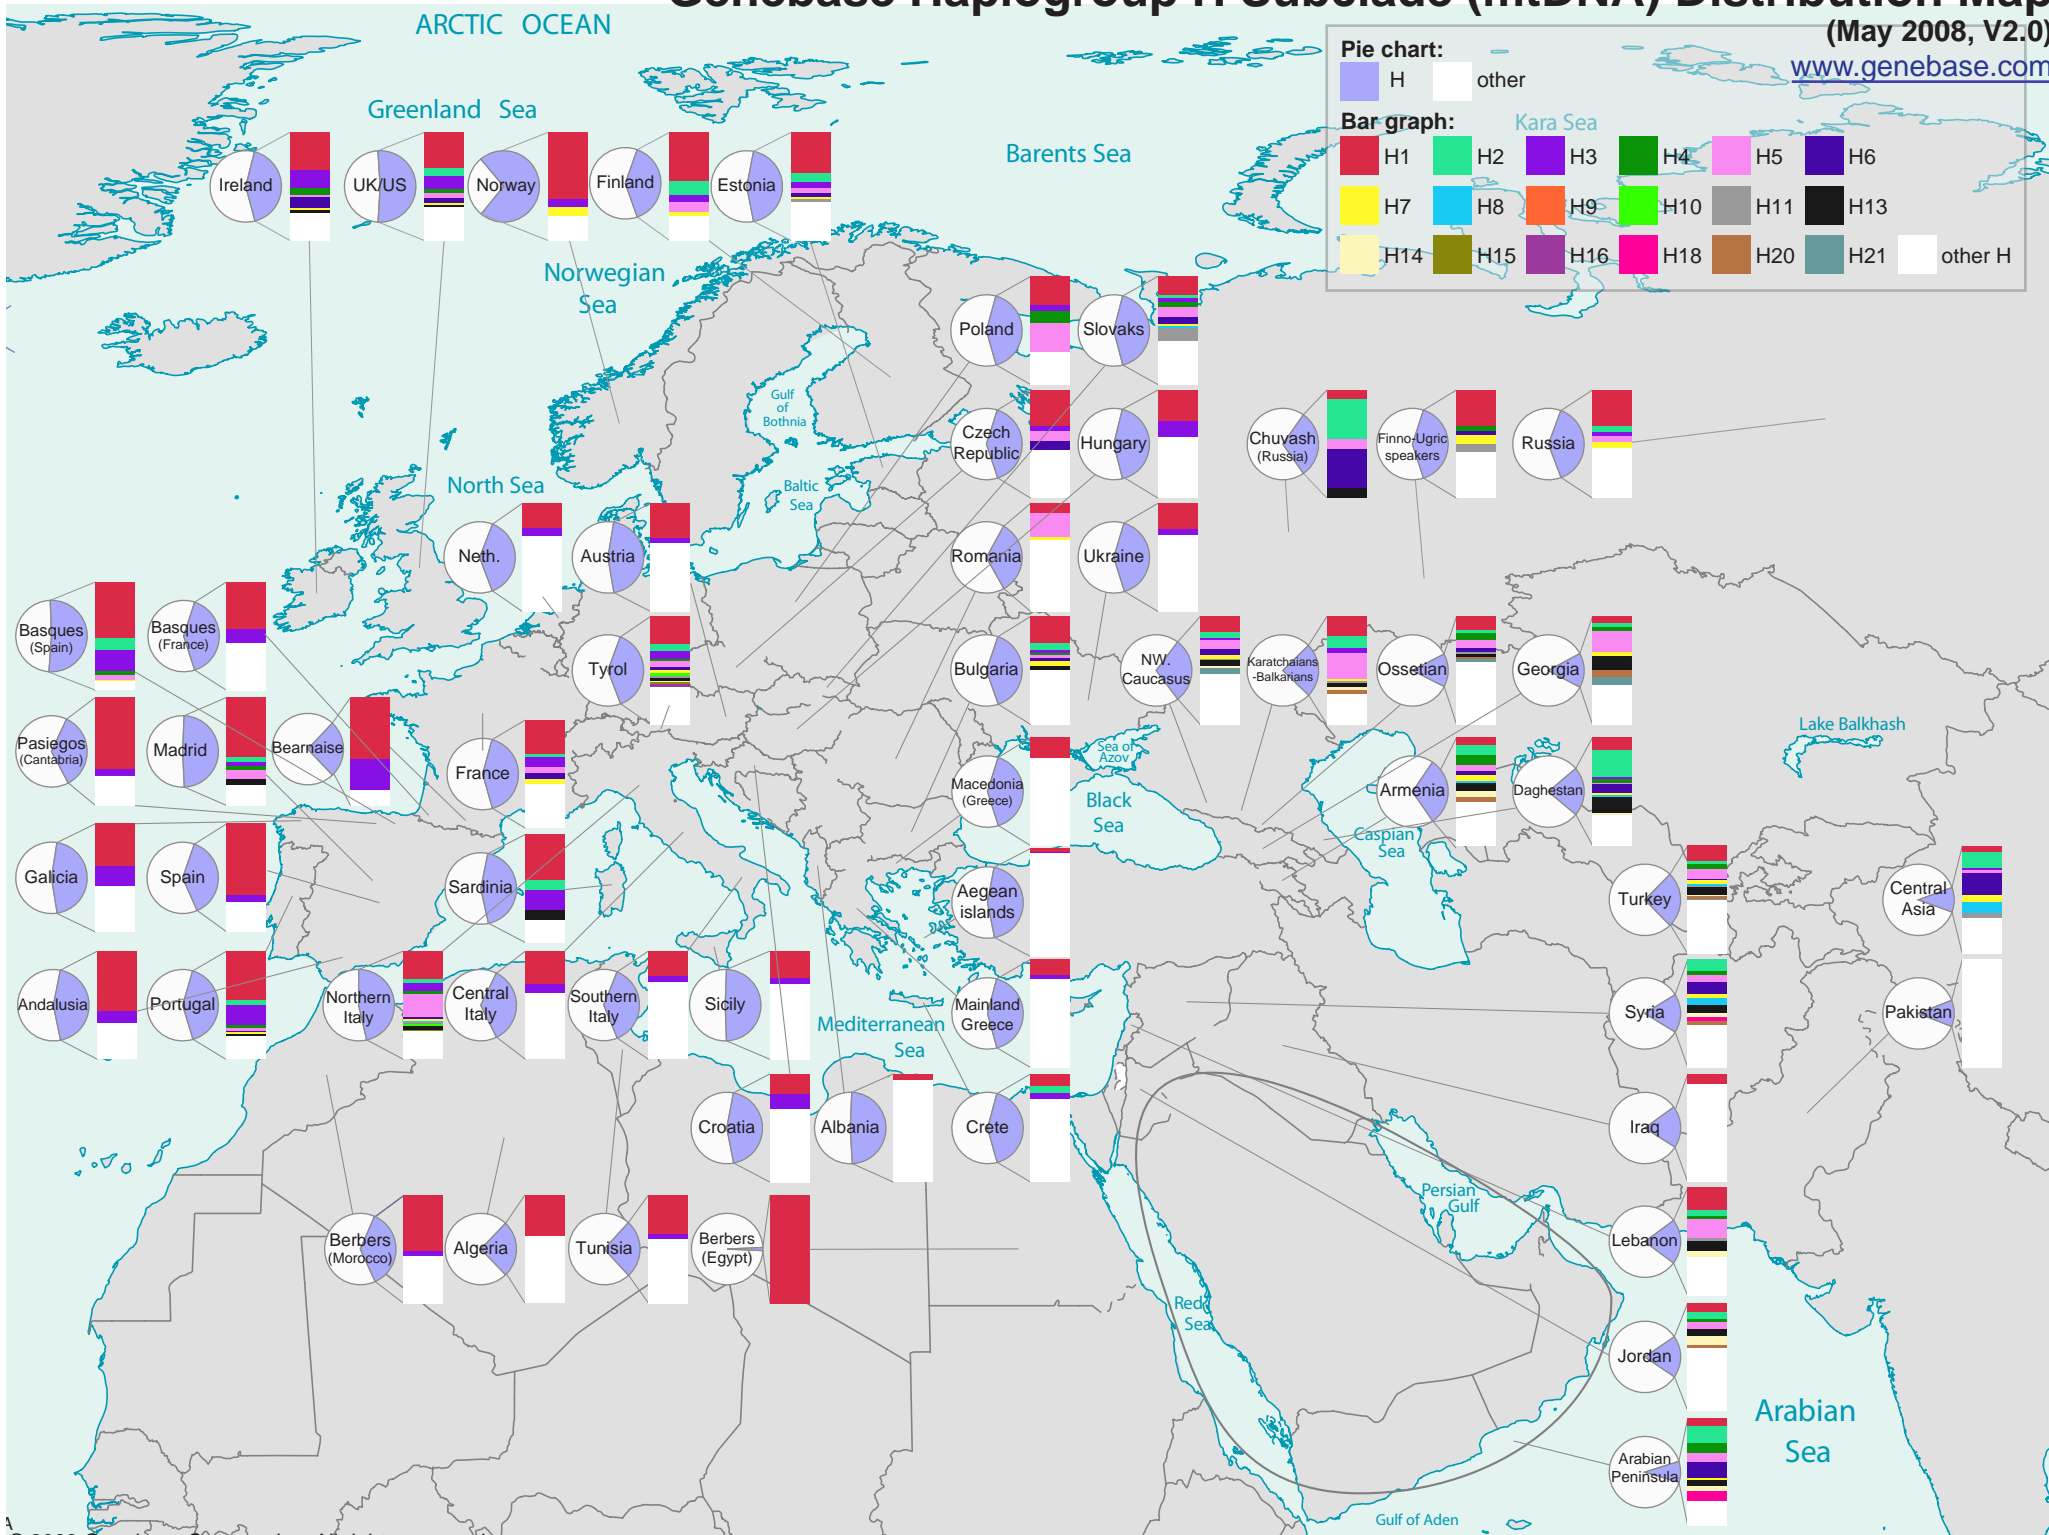 Genebase Haplogroup H Subclade (mtDNA) Distribution Map
(May 2008, V2.0)
www.genebase.com
Pie chart:
H
other
Bar graph:
H1
H2
H3
H4
H5
H6
H7
H8
H9
H10
H11
H13
H14
H15
H16
H18
H20
H21
other H
ARCTIC OCEAN
Greenland Sea
Barents Sea
Kara Sea
Ireland
UK/US
Norway
Finland
Estonia
Norwegian
Sea
Poland
Slovaks
Gulf
of
Bothnia
Czech
Republic
Hungary
Chuvash
(Russia)
Finno-Ugric
speakers
Russia
North Sea
Baltic
Sea
Neth.
Austria
Romania
Ukraine
Basques
(Spain)
Basques
(France)
Tyrol
Bulgaria
NW.
Caucasus
Karatchaians
-Balkarians
Ossetian
Georgia
Pasiegos
(Cantabria)
Madrid
Bearnaise
France
Sea of
Azov
Lake Balkhash
Macedonia
(Greece)
Black
Sea
Armenia
Daghestan
Caspian
Sea
Galicia
Spain
Sardinia
Aegean
islands
Turkey
Central
Asia
Andalusia
Portugal
Northern
Italy
Central
Italy
Southern
Italy
Sicily
Mediterranean
Sea
Mainland
Greece
Syria
Pakistan
Croatia
Albania
Crete
Iraq
Berbers
(Morocco)
Algeria
Tunisia
Berbers
(Egypt)
Persian
Gulf
Lebanon
Red
Sea
Jordan
Arabian
Sea
Arabian
Peninsula
Gulf of Aden